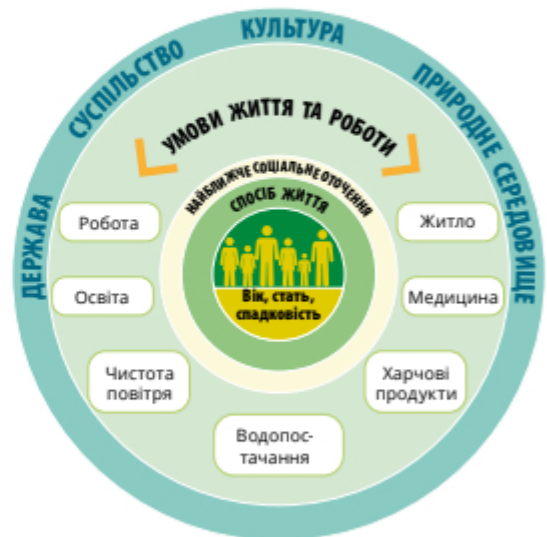 ДЕРЖАВА
СУСПІЛЬСТВО
КУЛЬТУРА
ПРИРОДНЕ СЕРЕДОВИЩЕ
УМОВИ ЖИТТЯ ТА РОБОТИ
НАЙБЛИЖЧЕ СОЦІАЛЬНЕ ОТОЧЕННЯ
СПОСІБ ЖИТТЯ
Вік, стать,
спадковість
Робота
Освіта
Чистота
повітря
Водопос-
тачання
Харчові
продукти
Медицина
Житло